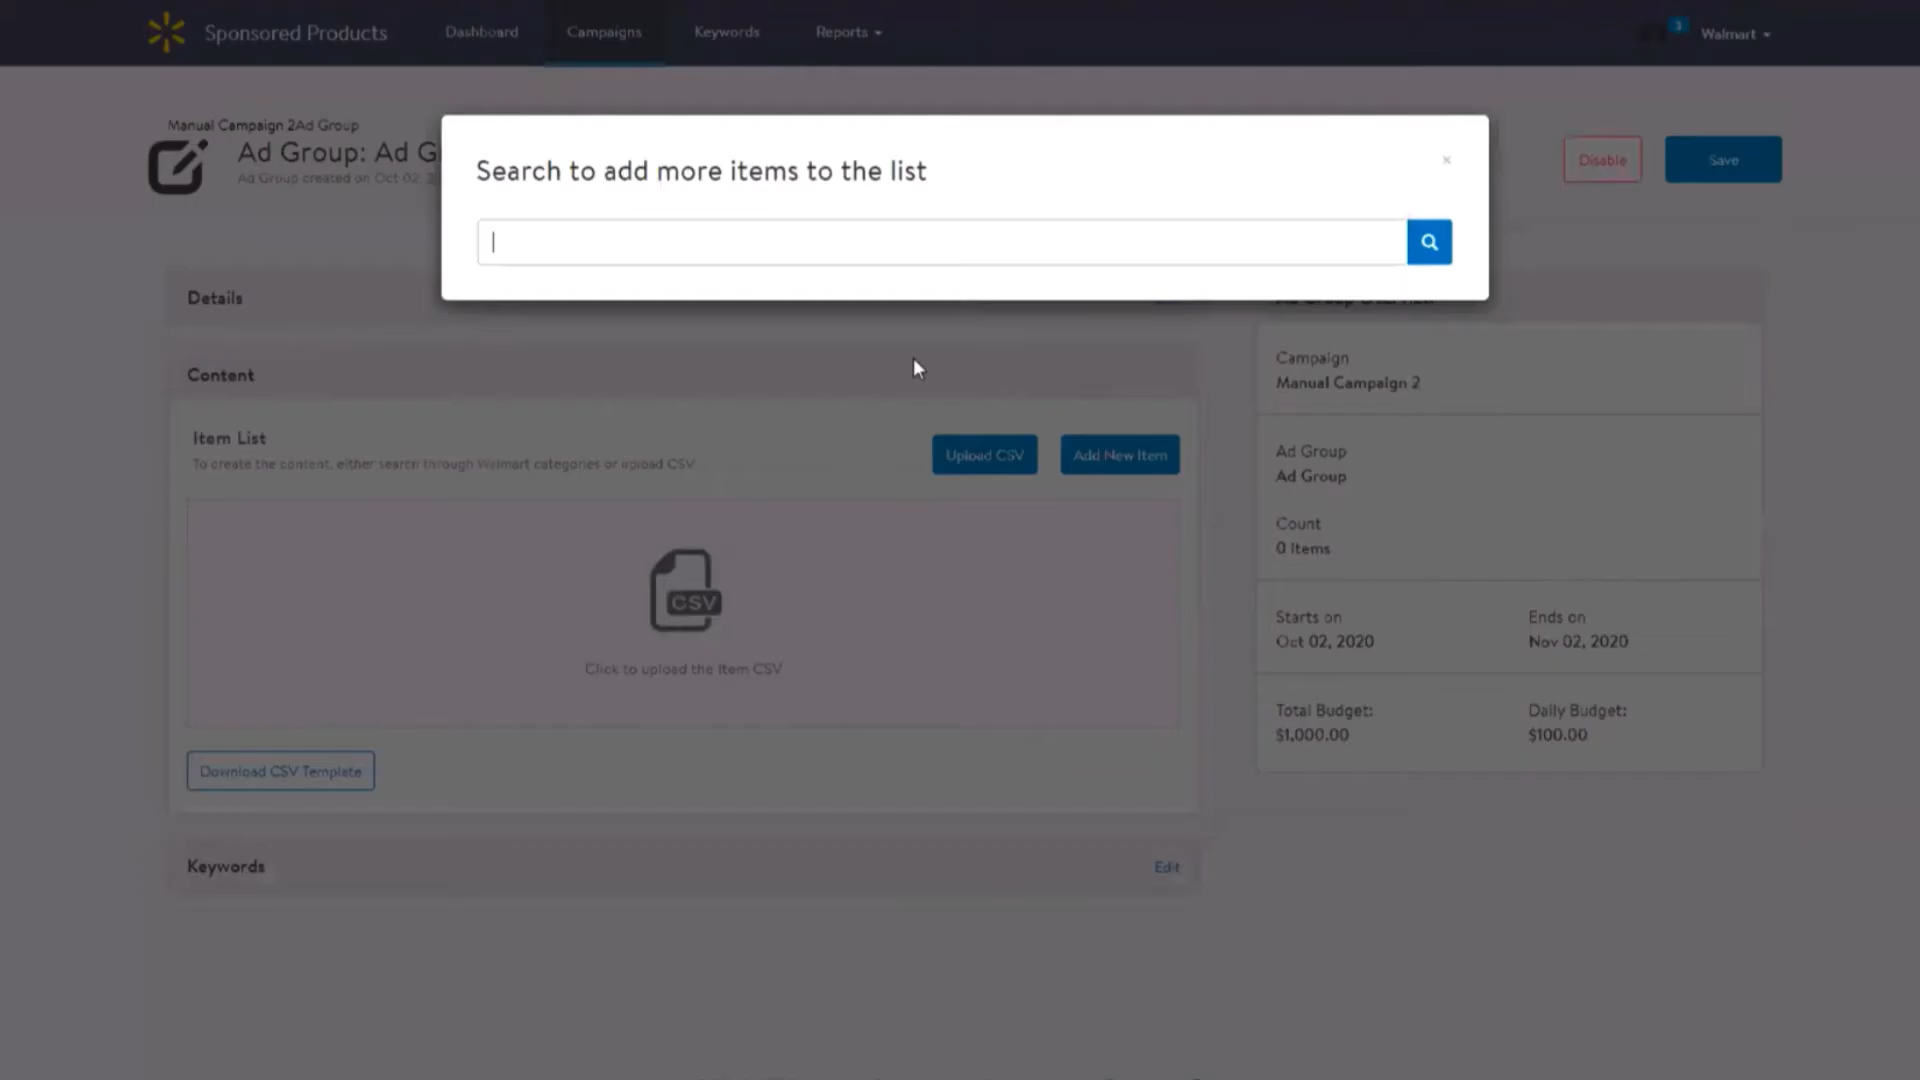 Sponsored Products
Dashboard
Campaigns
Keywords
Reports
3
Walmart
Manual Campaign 2Ad Group
Ad Group: Ad G
Ad Group created on Oct 02,
Disable
Save
Search to add more items to the list
×
Details
Content
Item List
To create the content, either search through Walmart categories or upload CSV
Upload CSV
Add New Item
CSV
Click to upload the Item CSV
Download CSV Template
Keywords
Edit
Campaign
Manual Campaign 2
Ad Group
Ad Group
Count
0 Items
Starts on
Oct 02, 2020
Ends on
Nov 02, 2020
Total Budget:
$1,000.00
Daily Budget:
$100.00